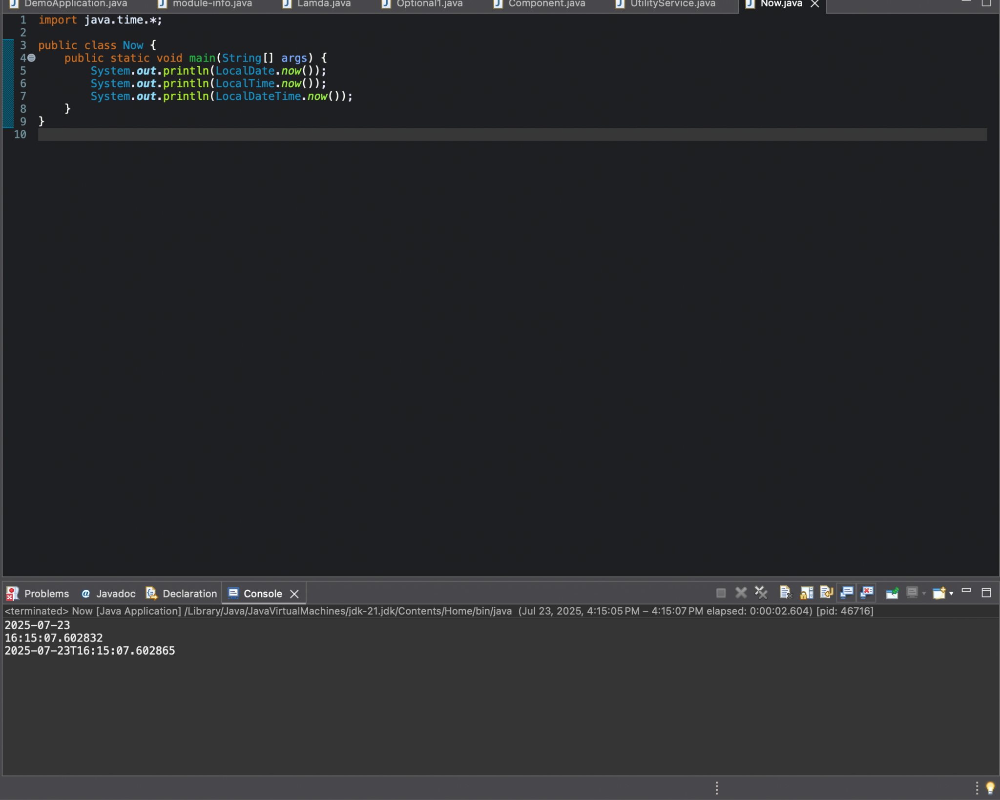 DemoApplication.java module-info.java Lamda.java Optional1.java Component.java UtilityService.java Now.java
1 import java.time.*;
2
3 public class Now {
4 public static void main(String[] args) {
5 System.out.println(LocalDate.now());
6 System.out.println(LocalTime.now());
7 System.out.println(LocalDateTime.now());
8 }
9 }
10
Problems @ Javadoc Declaration Console
<terminated> Now [Java Application] /Library/Java/JavaVirtualMachines/jdk-21.jdk/Contents/Home/bin/java (Jul 23, 2025, 4:15:05 PM – 4:15:07 PM elapsed: 0:00:02.604) [pid: 46716]
2025-07-23
16:15:07.602832
2025-07-23T16:15:07.602865